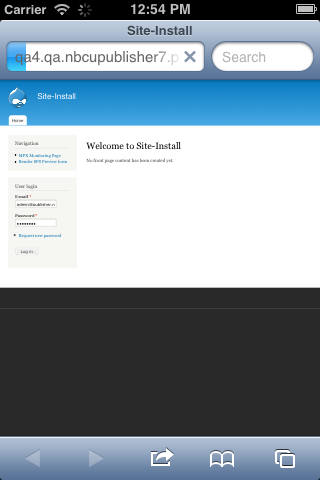 Carrier 12:54 PM
Site-Install
qa4.qa.nbcupublisher7.p Search
Site-Install
Home
Navigation
MPX Monitoring Page
Render MPX Preview form
Welcome to Site-Install
No front page content has been created yet.
User login
E-mail *
admin@publisher.n
Password *
Request new password
Log in